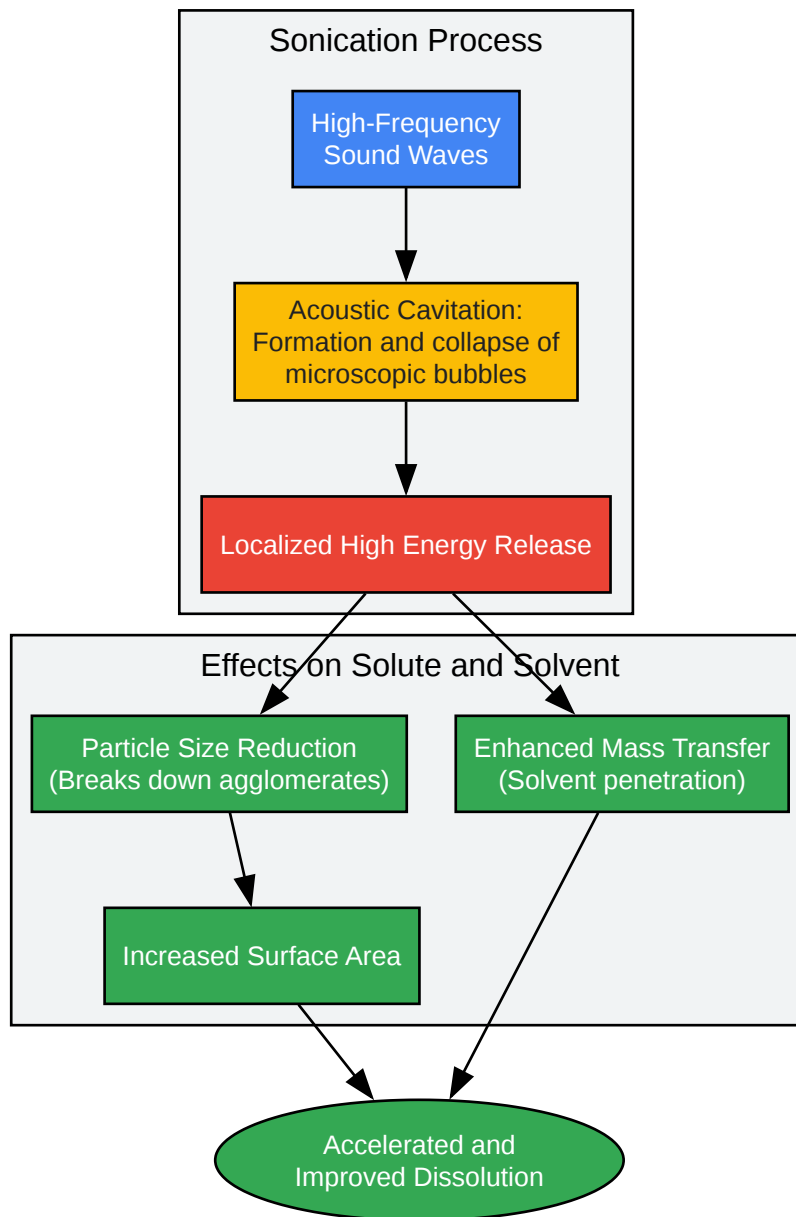 Sonication Process
High-Frequency
Sound Waves
Acoustic Cavitation:
Formation and collapse of
microscopic bubbles
Localized High Energy Release
Effects on Solute and Solvent
Particle Size Reduction
(Breaks down agglomerates)
Enhanced Mass Transfer
(Solvent penetration)
Increased Surface Area
Accelerated and
Improved Dissolution